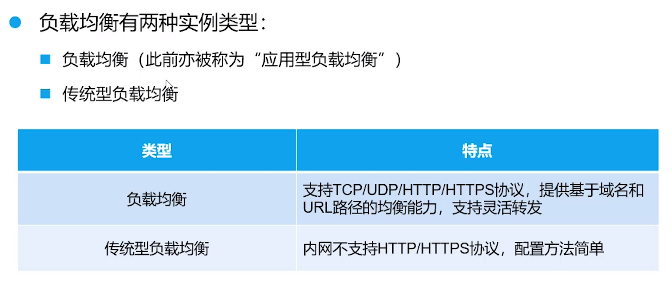 负载均衡有两种实例类型：
负载均衡（此前亦被称为“应用型负载均衡”）
传统型负载均衡
类型 特点
负载均衡 支持TCP/UDP/HTTP/HTTPS协议，提供基于域名和
URL路径的均衡能力，支持灵活转发
传统型负载均衡 内网不支持HTTP/HTTPS协议，配置方法简单